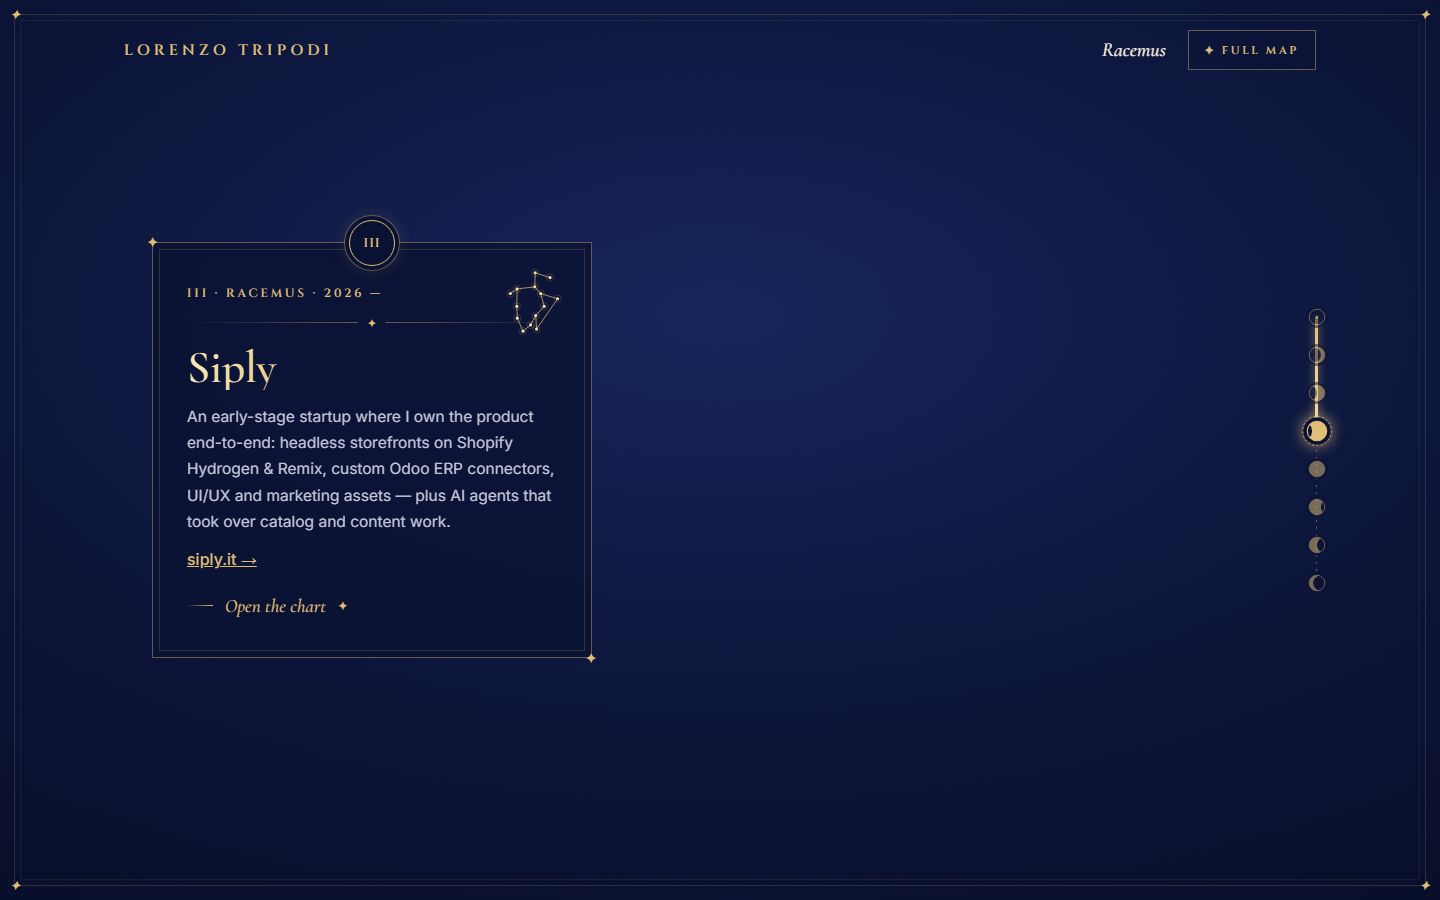 LORENZO TRIPODI
Racemus
✦ FULL MAP
III
III · RACEMUS · 2026 —
Siply
An early-stage startup where I own the product
end-to-end: headless storefronts on Shopify
Hydrogen & Remix, custom Odoo ERP connectors,
UI/UX and marketing assets — plus AI agents that
took over catalog and content work.
siply.it →
Open the chart ✦